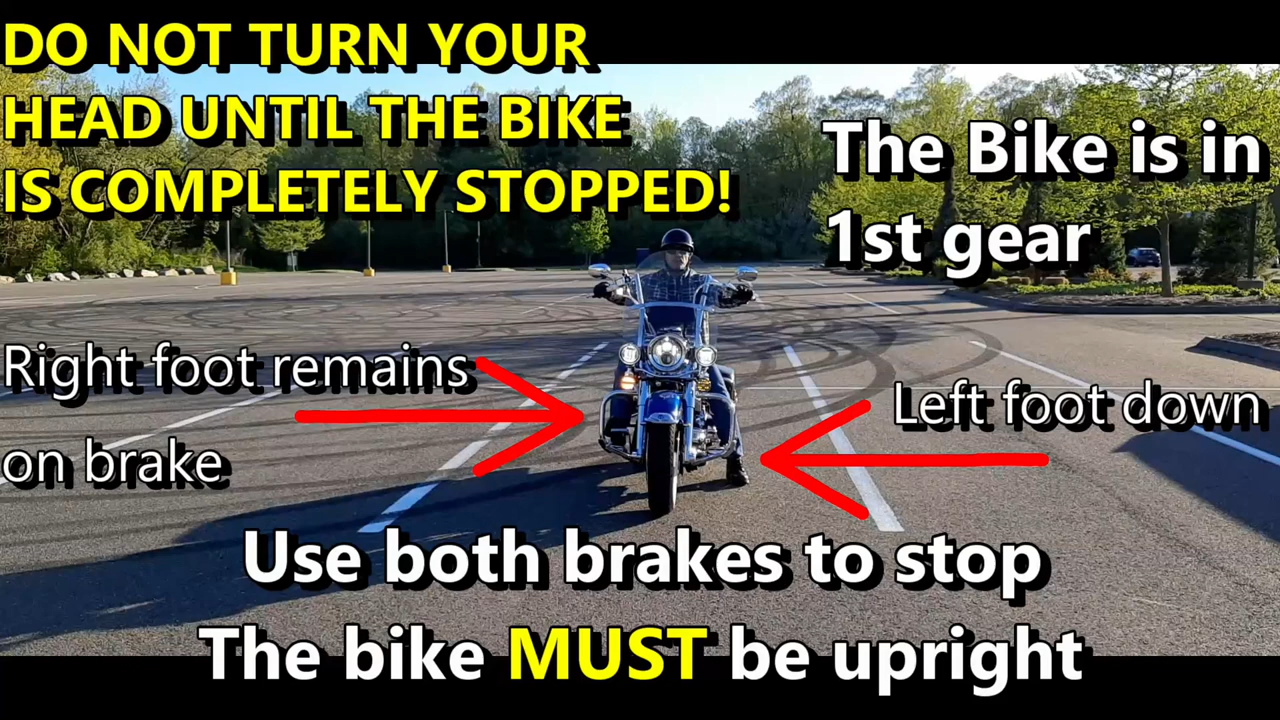 DO NOT TURN YOUR
HEAD UNTIL THE BIKE
IS COMPLETELY STOPPED!
The Bike is in
1st gear
Right foot remains
on brake
Left foot down
Use both brakes to stop
The bike MUST be upright